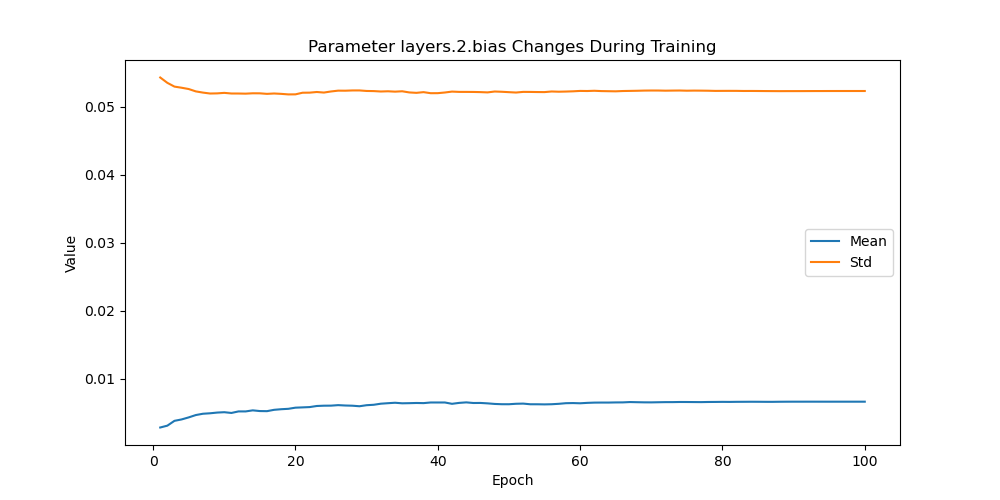 Parameter layers.2.bias Changes During Training
0.05
0.04
0.03
0.02
0.01
Value
Mean
Std
0
20
40
60
80
100
Epoch